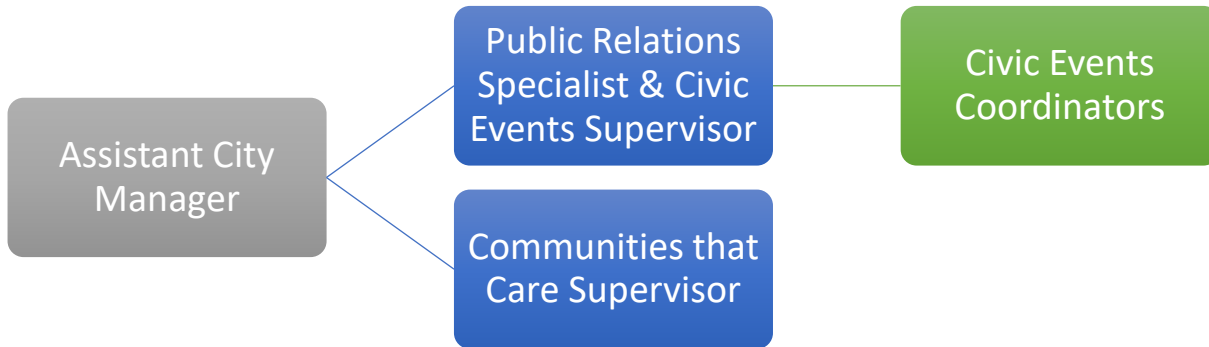 Assistant City
Manager
Public Relations
Specialist & Civic
Events Supervisor
Communities that
Care Supervisor
Civic Events
Coordinators